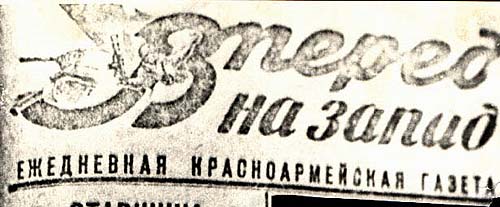 Вперед
на запад
ЕЖЕДНЕВНАЯ КРАСНОАРМЕЙСКАЯ ГАЗЕТА